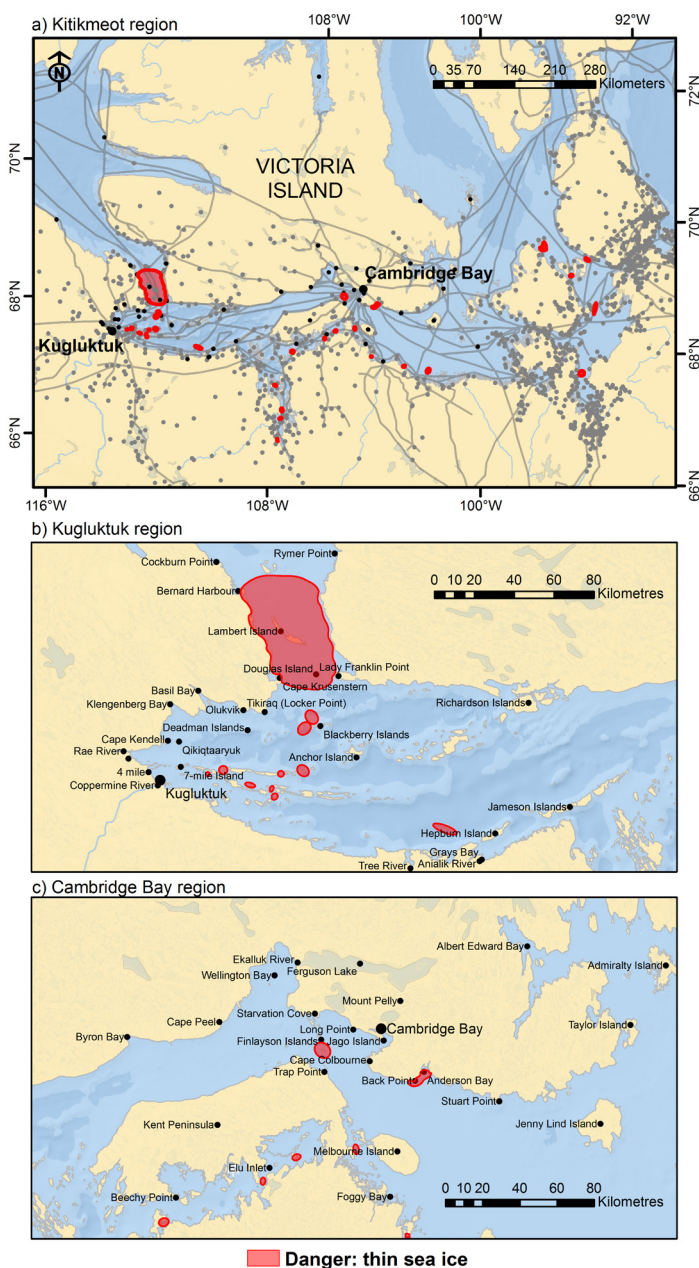 a) Kitikmeot region
108°W 100°W 92°W
N
0 35 70 140 210 280
Kilometers
72°N
70°N
VICTORIA
ISLAND
70°N
Cambridge Bay
68°N
Kugluktuk
68°N
66°N
66°N
116°W 108°W 100°W
b) Kugluktuk region
Rymer Point
Cockburn Point
0 10 20 40 60 80
Kilometres
Bernard Harbour
Lambert Island
Douglas Island Lady Franklin Point
Cape Krusenstern
Basil Bay
Klengenberg Bay
Olukvik
Tikiraq (Locker Point)
Richardson Islands
Deadman Islands
Blackberry Islands
Cape Kendell
Rae River
Qikiqtaaryuk
Anchor Island
4 mile
7-mile Island
Coppermine River
Kugluktuk
Jameson Islands
Hepburn Island
Grays Bay
Tree River
Anialik River
c) Cambridge Bay region
Albert Edward Bay
Ekalluk River
Ferguson Lake
Admiralty Island
Wellington Bay
Mount Pelly
Starvation Cove
Cape Peel
Long Point
Cambridge Bay
Taylor Island
Byron Bay
Finlayson Islands
Jago Island
Cape Colbourne
Trap Point
Back Point
Anderson Bay
Stuart Point
Kent Peninsula
Jenny Lind Island
Melbourne Island
Elu Inlet
Beechy Point
Foggy Bay
0 10 20 40 60 80
Kilometres
Danger: thin sea ice